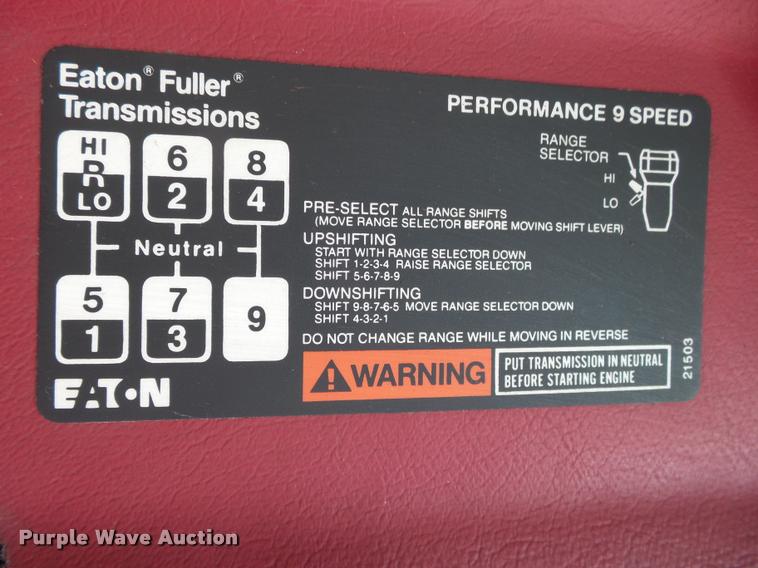 Eaton® Fuller®
Transmissions
PERFORMANCE 9 SPEED
HI
R
LO
6
2
8
4
Neutral
5
1
7
3
9
EATON
RANGE
SELECTOR
HI
LO
PRE-SELECT ALL RANGE SHIFTS
(MOVE RANGE SELECTOR BEFORE MOVING SHIFT LEVER)
UPSHIFTING
START WITH RANGE SELECTOR DOWN
SHIFT 1-2-3-4 RAISE RANGE SELECTOR
SHIFT 5-6-7-8-9
DOWNSHIFTING
SHIFT 9-8-7-6-5 MOVE RANGE SELECTOR DOWN
SHIFT 4-3-2-1
DO NOT CHANGE RANGE WHILE MOVING IN REVERSE
WARNING
PUT TRANSMISSION IN NEUTRAL
BEFORE STARTING ENGINE
21503
Purple Wave Auction